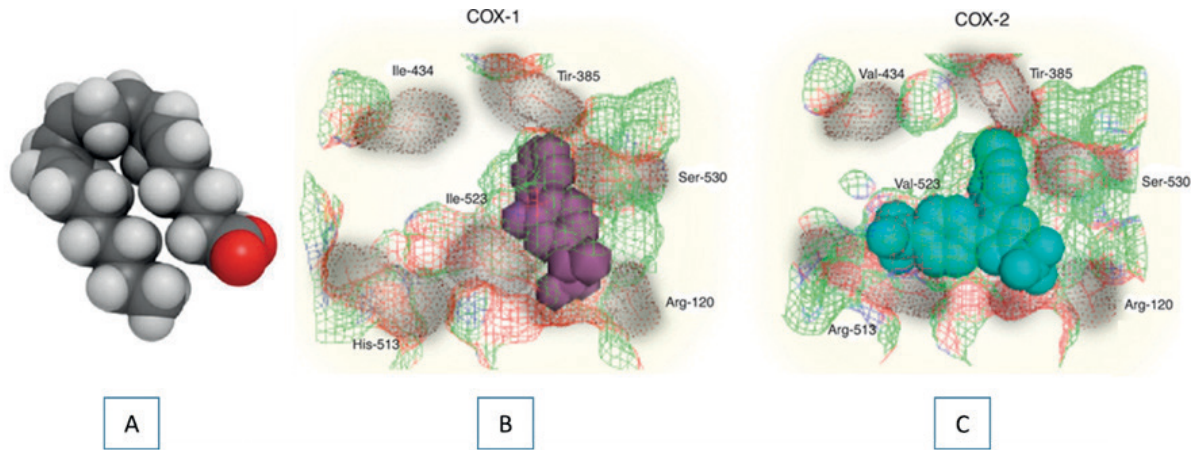 COX-1
Ile-434
Tir-385
Ser-530
Ile-523
Arg-120
His-513
COX-2
Val-434
Tir-385
Ser-530
Val-523
Arg-120
Arg-513
A
B
C